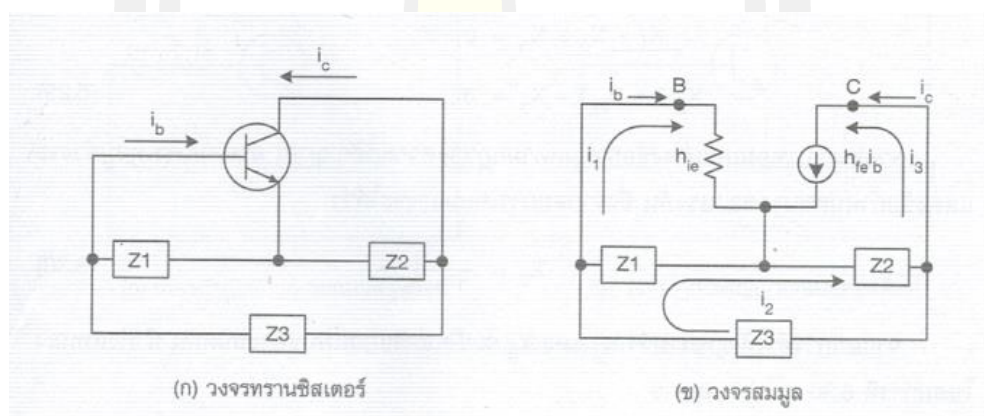 i_c
i_b
Z1
Z2
Z3
(ก) วงจรทรานซิสเตอร์
i_b
B
C
i_c
i_1
h_ie
h_fe i_b
i_3
Z1
Z2
i_2
Z3
(ข) วงจรสมมูล